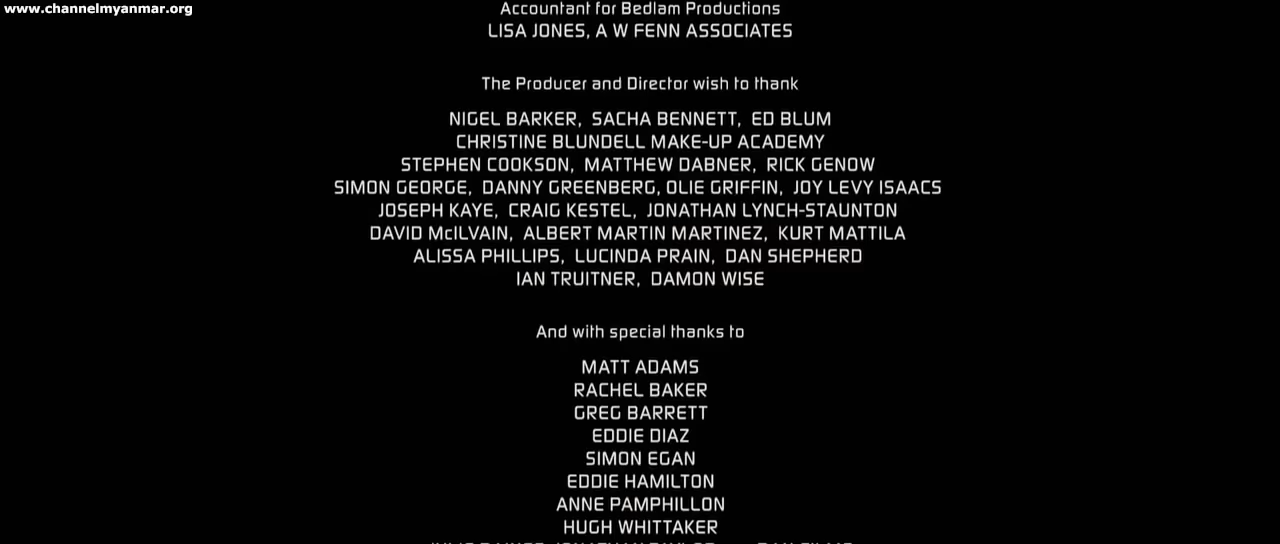 www.channelmyanmar.org
Accountant for Bedlam Productions
LISA JONES, A W FENN ASSOCIATES
The Producer and Director wish to thank
NIGEL BARKER, SACHA BENNETT, ED BLUM
CHRISTINE BLUNDELL MAKE-UP ACADEMY
STEPHEN COOKSON, MATTHEW DABNER, RICK GENOW
SIMON GEORGE, DANNY GREENBERG, OLIE GRIFFIN, JOY LEVY ISAACS
JOSEPH KAYE, CRAIG KESTEL, JONATHAN LYNCH-STAUNTON
DAVID McILVAIN, ALBERT MARTIN MARTINEZ, KURT MATTILA
ALISSA PHILLIPS, LUCINDA PRAIN, DAN SHEPHERD
IAN TRUITNER, DAMON WISE
And with special thanks to
MATT ADAMS
RACHEL BAKER
GREG BARRETT
EDDIE DIAZ
SIMON EGAN
EDDIE HAMILTON
ANNE PAMPHILLON
HUGH WHITTAKER